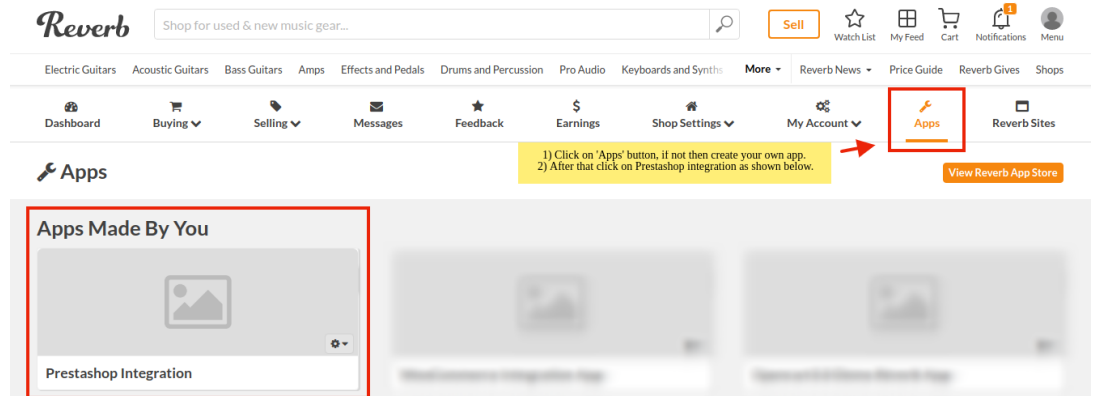 Reverb
Shop for used & new music gear...
Sell
Watch List
My Feed
Cart
1
Notifications
Menu
Electric Guitars Acoustic Guitars Bass Guitars Amps Effects and Pedals Drums and Percussion Pro Audio Keyboards and Synths More Reverb News Price Guide Reverb Gives Shops
Dashboard Buying Selling Messages Feedback Earnings Shop Settings My Account Apps Reverb Sites
1) Click on 'Apps' button, if not then create your own app.
2) After that click on Prestashop integration as shown below.
Apps
View Reverb App Store
Apps Made By You
Prestashop Integration